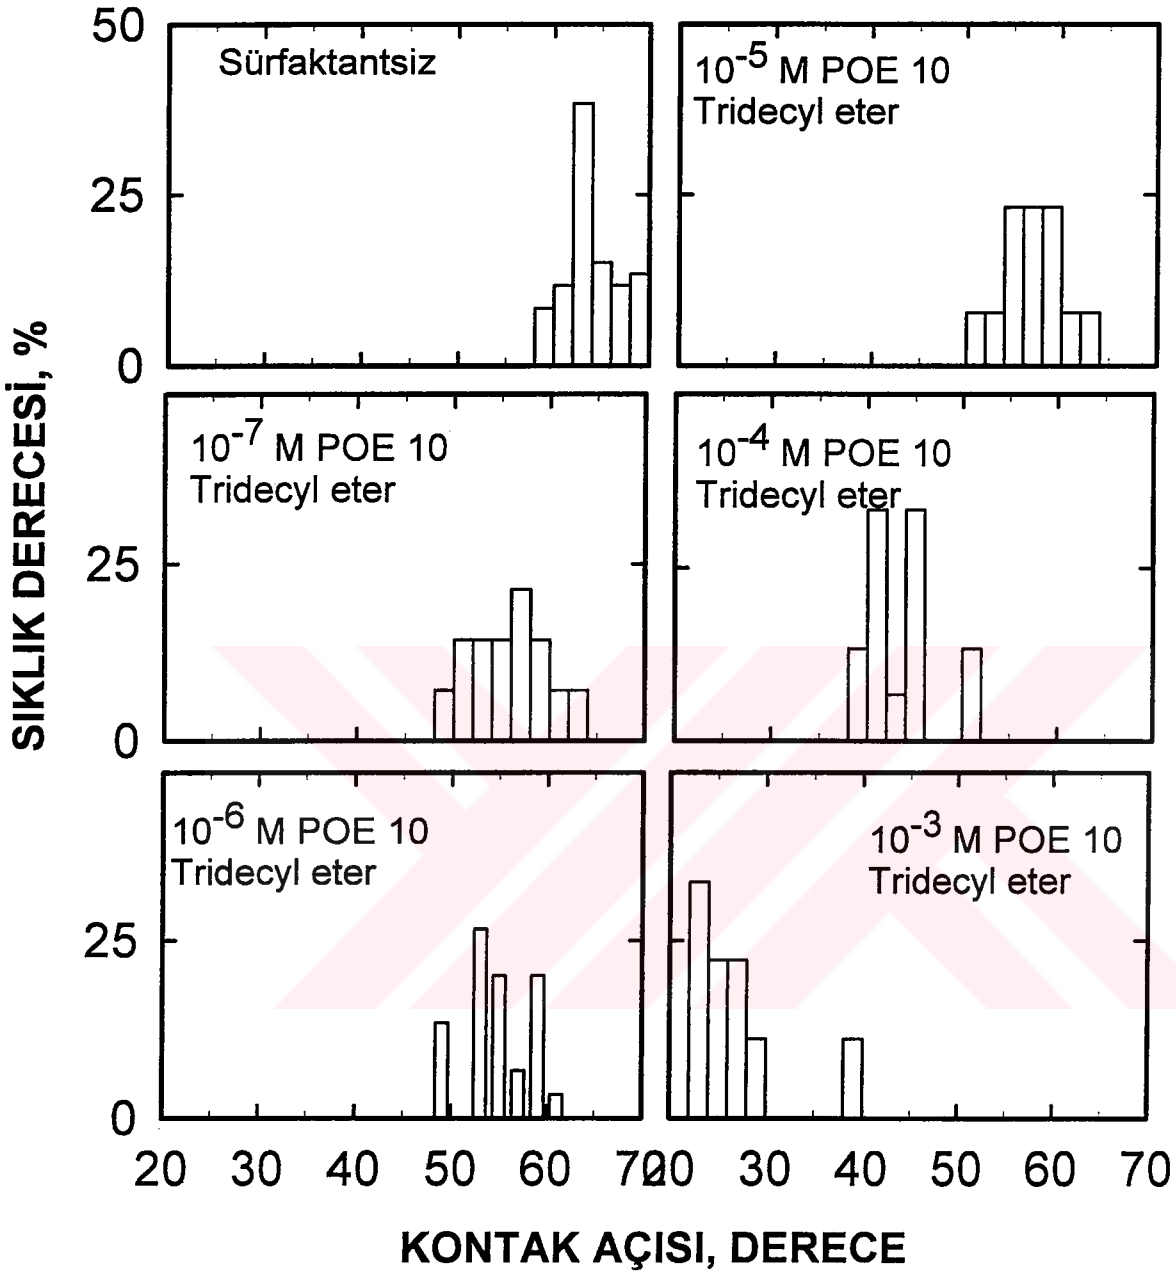 SIKLIK DERECESİ, %
50
25
0
Sürfaktantsiz
10⁻⁵ M POE 10
Tridecyl eter
25
0
10⁻⁷ M POE 10
Tridecyl eter
10⁻⁴ M POE 10
Tridecyl eter
25
0
10⁻⁶ M POE 10
Tridecyl eter
10⁻³ M POE 10
Tridecyl eter
20 30 40 50 60 70 20 30 40 50 60 70
KONTAK AÇISI, DERECE